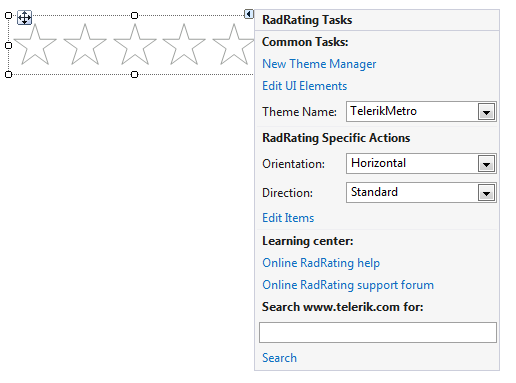 RadRating Tasks
Common Tasks:
New Theme Manager
Edit UI Elements
Theme Name: TelerikMetro
RadRating Specific Actions
Orientation: Horizontal
Direction: Standard
Edit Items
Learning center:
Online RadRating help
Online RadRating support forum
Search www.telerik.com for:
Search